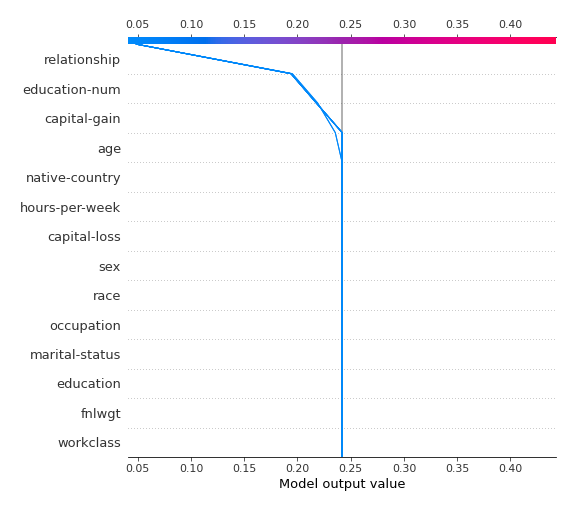 0.05 0.10 0.15 0.20 0.25 0.30 0.35 0.40
relationship
education-num
capital-gain
age
native-country
hours-per-week
capital-loss
sex
race
occupation
marital-status
education
fnlwgt
workclass
0.05 0.10 0.15 0.20 0.25 0.30 0.35 0.40
Model output value